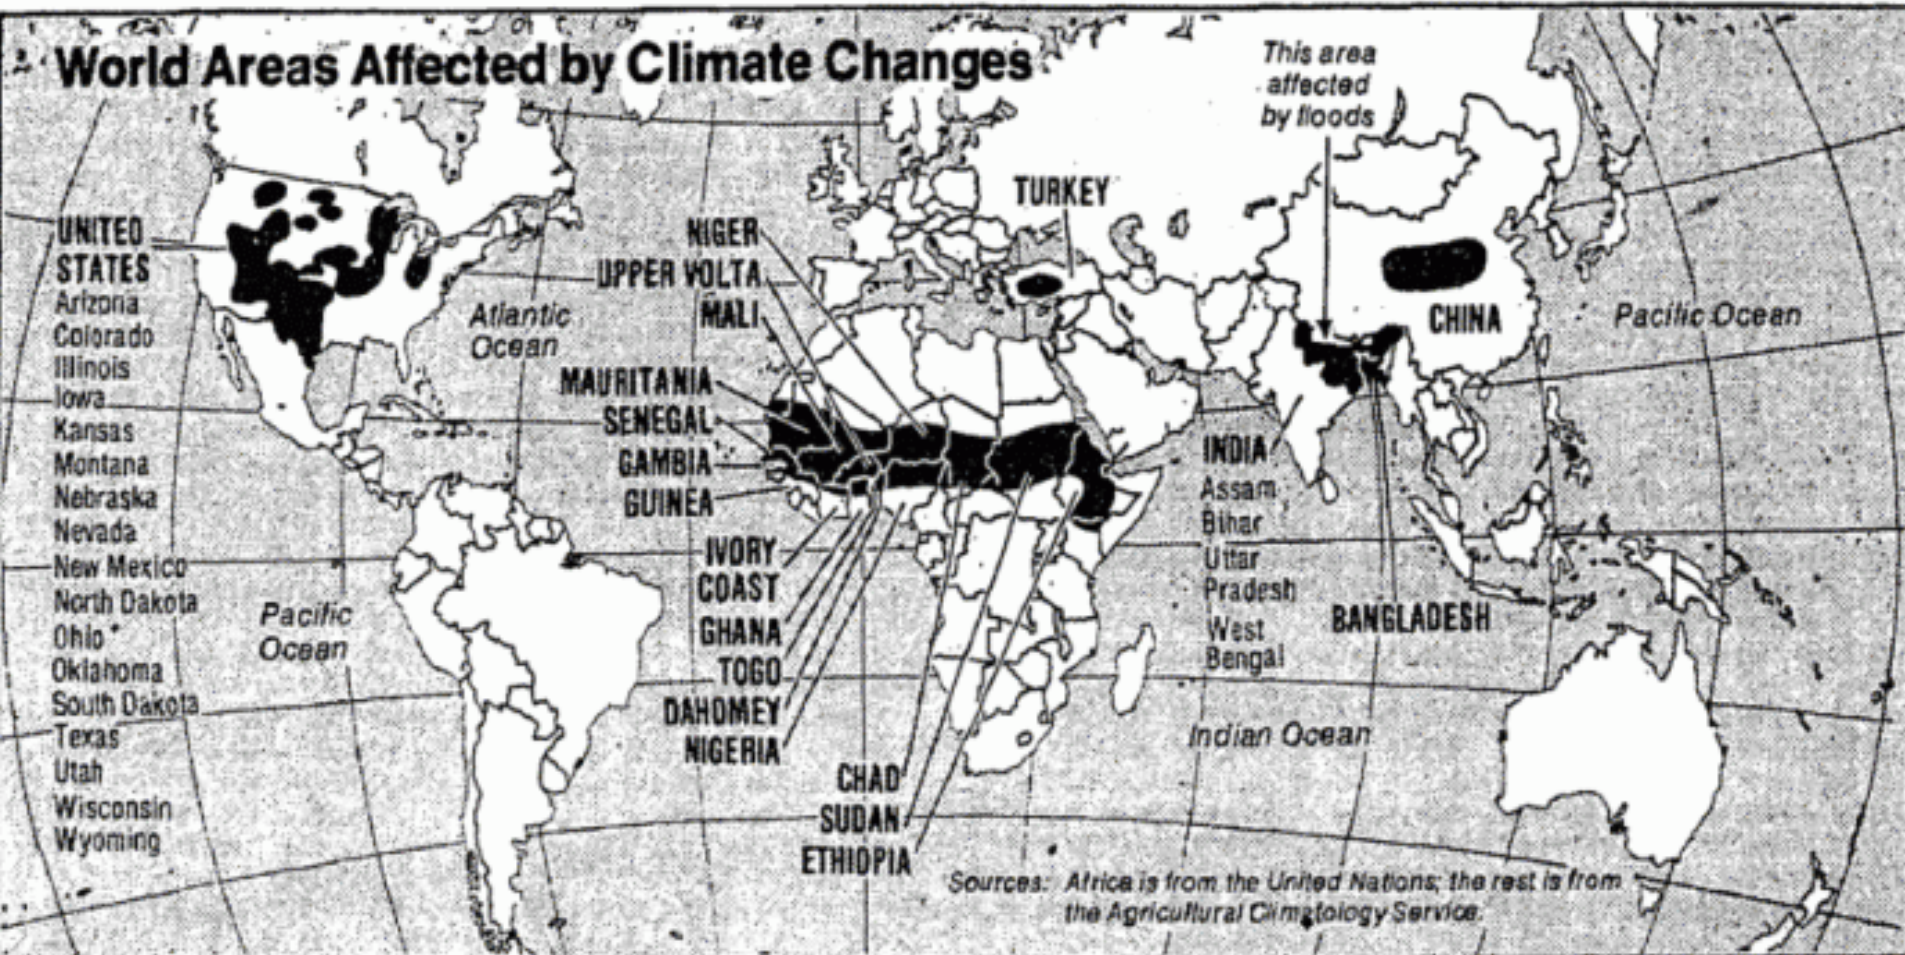 World Areas Affected by Climate Changes
This area
affected
by floods
UNITED
STATES
Arizona
Colorado
Illinois
Iowa
Kansas
Montana
Nebraska
Nevada
New Mexico
North Dakota
Ohio
Oklahoma
South Dakota
Texas
Utah
Wisconsin
Wyoming
Atlantic
Ocean
Pacific
Ocean
NIGER
UPPER VOLTA
MALI
MAURITANIA
SENEGAL
GAMBIA
GUINEA
IVORY
COAST
GHANA
TOGO
DAHOMEY
NIGERIA
CHAD
SUDAN
ETHIOPIA
TURKEY
CHINA
Pacific Ocean
INDIA
Assam
Bihar
Uttar
Pradesh
West
Bengal
BANGLADESH
Indian Ocean
Sources: Africa is from the United Nations; the rest is from
the Agricultural Climatology Service.